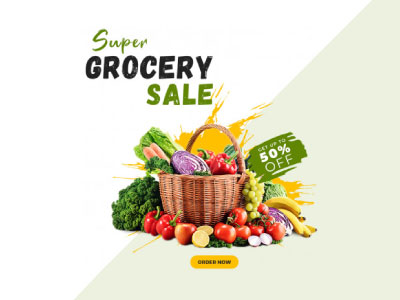 Super
GROCERY
SALE
GET UP TO
50%
OFF
ORDER NOW